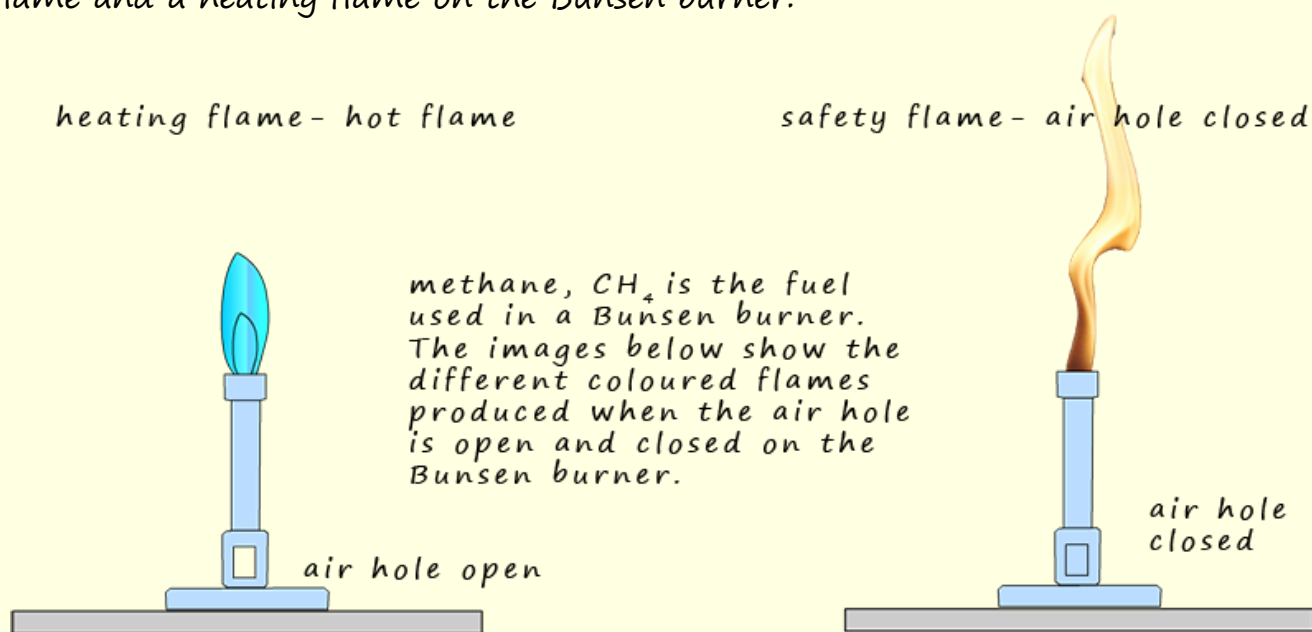 lame and a heating flame on the Bunsen burner.
heating flame- hot flame
safety flame- air hole closed
methane, CH₄ is the fuel
used in a Bunsen burner.
The images below show the
different coloured flames
produced when the air hole
is open and closed on the
Bunsen burner.
air hole
closed
air hole open